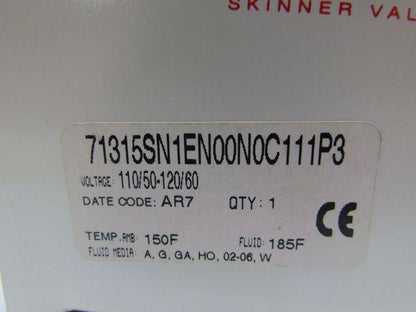 SKINNER VAL
71315SN1EN00N0C111P3
VOLTAGE: 110/50-120/60
DATE CODE: AR7 QTY: 1
CE
TEMP.AMB: 150F FLUID: 185F
FLUID MEDIA: A, G, GA, HO, 02-06, W